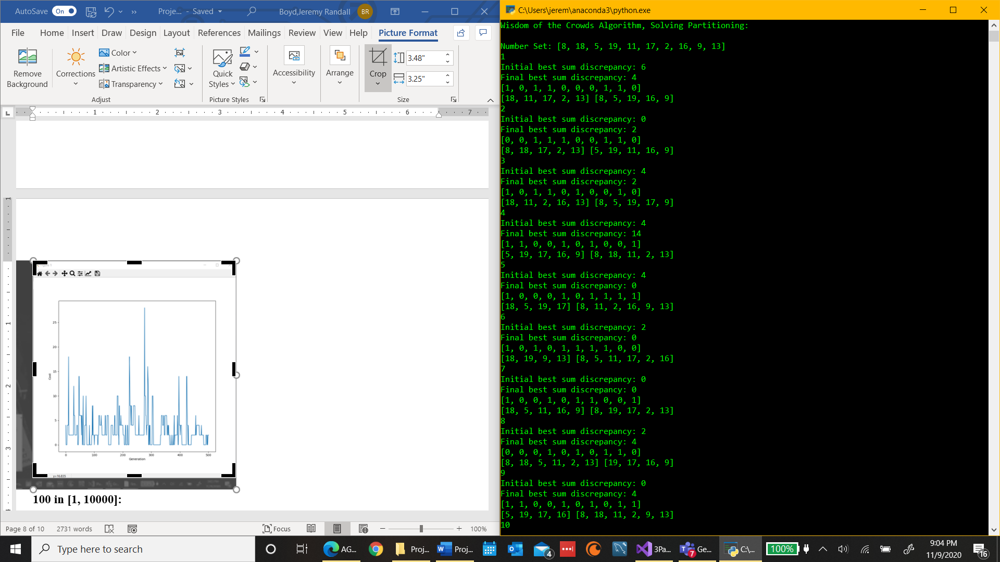 AutoSave On Proje... - Saved Boyd,Jeremy Randall BR
File Home Insert Draw Design Layout References Mailings Review View Help Picture Format
Remove Background
Corrections
Color
Artistic Effects
Transparency
Adjust
Quick Styles
Picture Styles
Accessibility
Arrange
Crop
3.48"
3.25"
Size
L 1 2 3 4 5 6 7
1
1
2
3
25
20
15
10
5
0
Cost
0 100 200 300 400 500
Generation
y=16.835
100 in [1, 10000]:
Page 8 of 10 2731 words Focus 100%
C:\Users\jerem\anaconda3\python.exe
Wisdom of the Crowds Algorithm, Solving Partitioning:
Number Set: [8, 18, 5, 19, 11, 17, 2, 16, 9, 13]
1
Initial best sum discrepancy: 6
Final best sum discrepancy: 4
[1, 0, 1, 1, 0, 0, 0, 1, 1, 0]
[18, 11, 17, 2, 13] [8, 5, 19, 16, 9]
2
Initial best sum discrepancy: 0
Final best sum discrepancy: 2
[0, 0, 1, 1, 1, 0, 0, 1, 1, 0]
[8, 18, 17, 2, 13] [5, 19, 11, 16, 9]
3
Initial best sum discrepancy: 4
Final best sum discrepancy: 2
[1, 0, 1, 1, 0, 1, 0, 0, 1, 0]
[18, 11, 2, 16, 13] [8, 5, 19, 17, 9]
4
Initial best sum discrepancy: 4
Final best sum discrepancy: 14
[1, 1, 0, 0, 1, 0, 1, 0, 0, 1]
[5, 19, 17, 16, 9] [8, 18, 11, 2, 13]
5
Initial best sum discrepancy: 4
Final best sum discrepancy: 0
[1, 0, 0, 0, 1, 0, 1, 1, 1, 1]
[18, 5, 19, 17] [8, 11, 2, 16, 9, 13]
6
Initial best sum discrepancy: 2
Final best sum discrepancy: 0
[1, 0, 1, 0, 1, 1, 1, 1, 0, 0]
[18, 19, 9, 13] [8, 5, 11, 17, 2, 16]
7
Initial best sum discrepancy: 0
Final best sum discrepancy: 0
[1, 0, 0, 1, 0, 1, 1, 0, 0, 1]
[18, 5, 11, 16, 9] [8, 19, 17, 2, 13]
8
Initial best sum discrepancy: 2
Final best sum discrepancy: 4
[0, 0, 0, 1, 0, 1, 0, 1, 1, 0]
[8, 18, 5, 11, 2, 13] [19, 17, 16, 9]
9
Initial best sum discrepancy: 0
Final best sum discrepancy: 4
[1, 1, 0, 0, 1, 0, 1, 0, 1, 1]
[5, 19, 17, 16] [8, 18, 11, 2, 9, 13]
10
Type here to search AG... Proj... Proj... 4 3Pa... 7 Ge... C:\... 100% 9:04 PM
11/9/2020 16